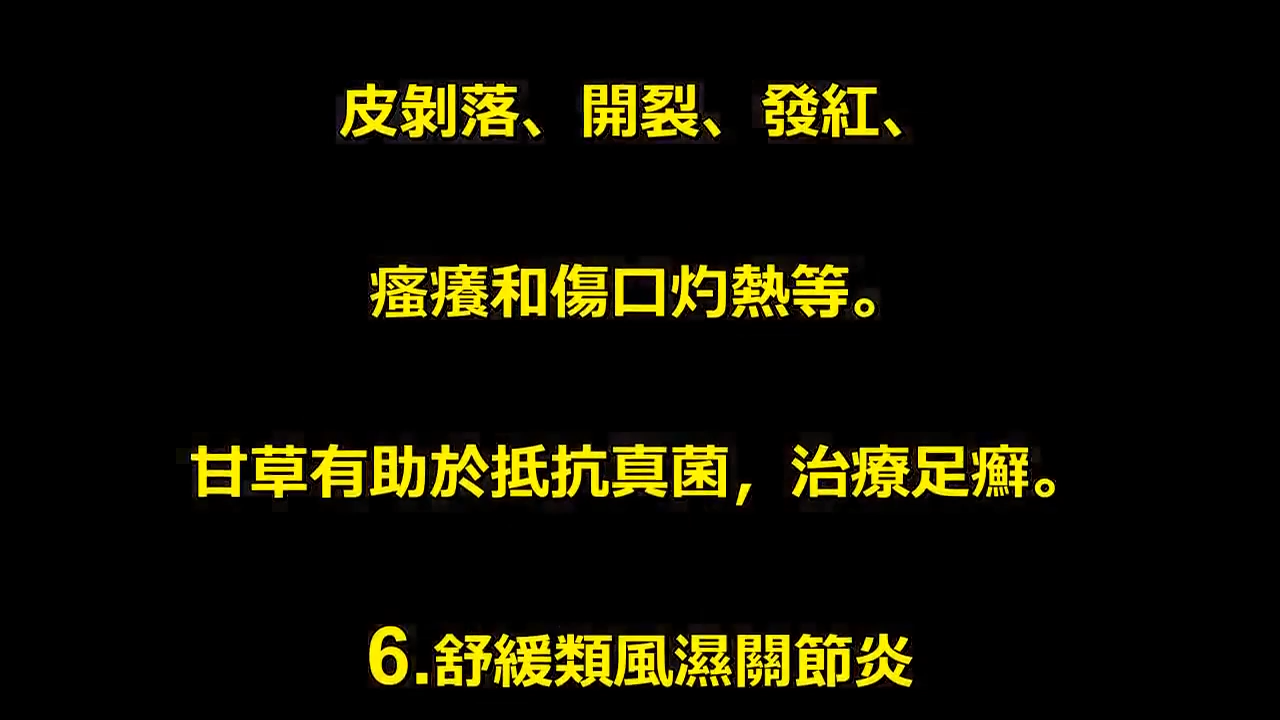 皮剝落、開裂、發紅、
瘙癢和傷口灼熱等。
甘草有助於抵抗真菌，治療足癬。
6.舒緩類風濕關節炎